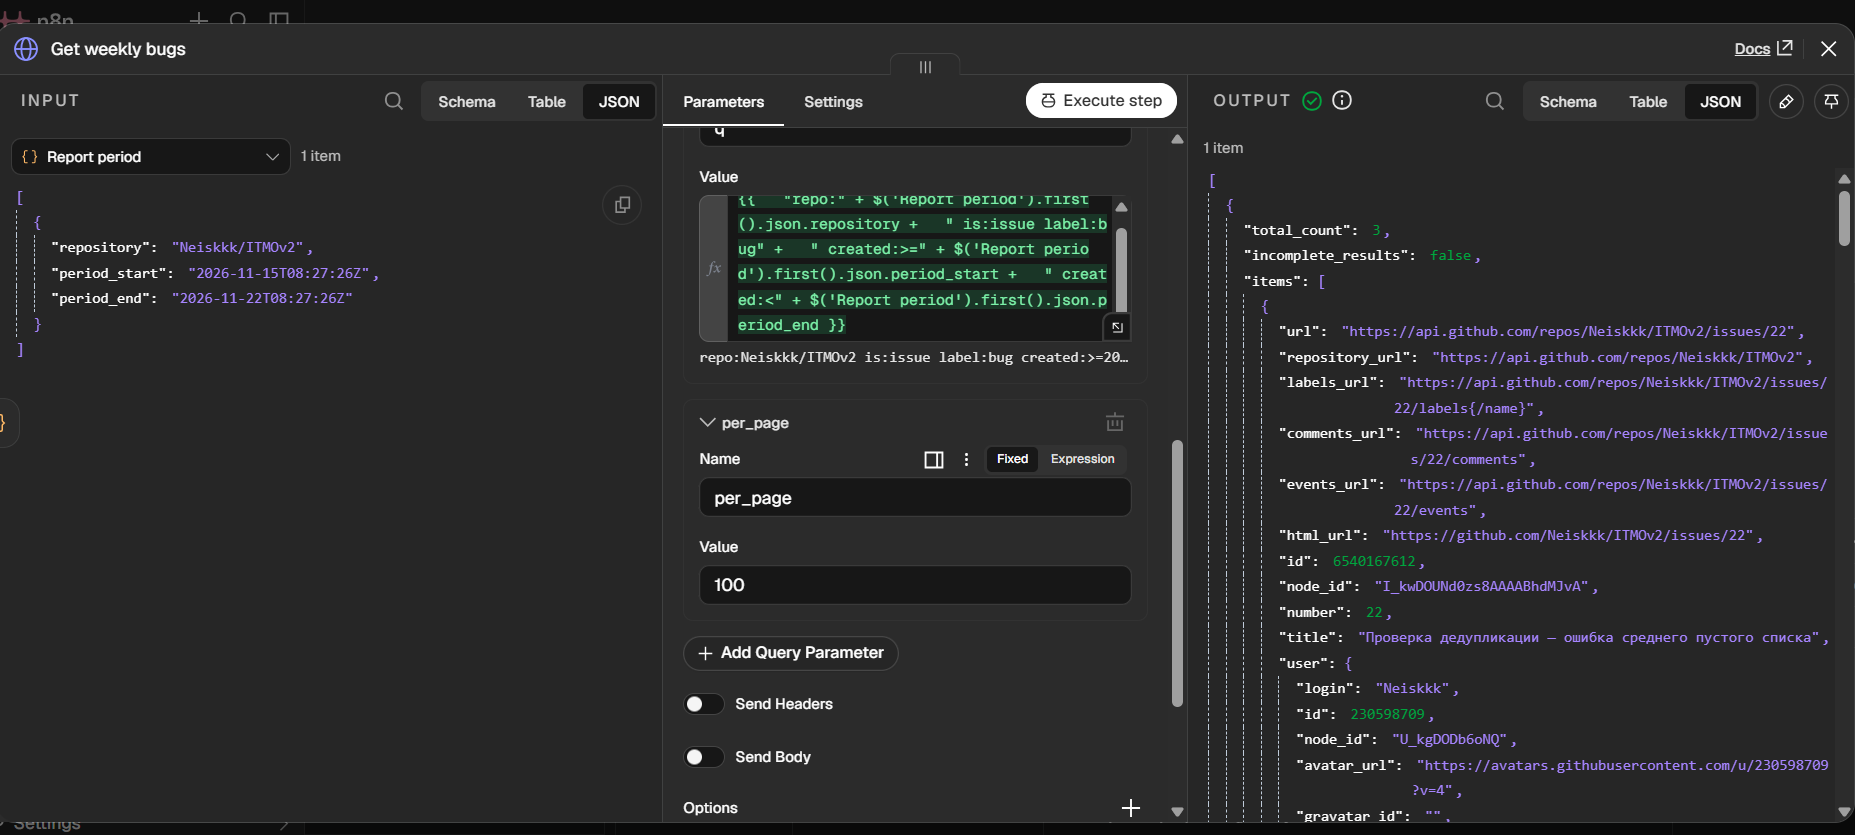 n8n
Get weekly bugs
Docs
INPUT
Schema
Table
JSON
Parameters
Settings
Execute step
OUTPUT
Schema
Table
JSON
Report period
1 item
[
{
"repository": "Neiskkk/ITMOv2",
"period_start": "2026-11-15T08:27:26Z",
"period_end": "2026-11-22T08:27:26Z"
}
]
q
Value
fx
{{   "repo:" + $('Report period').first
().json.repository +   " is:issue label:b
ug" +   " created:>=" + $('Report perio
d').first().json.period_start +   " creat
ed:<" + $('Report period').first().json.p
eriod_end }}
repo:Neiskkk/ITMOv2 is:issue label:bug created:>=20…
per_page
Name
Fixed
Expression
per_page
Value
100
Add Query Parameter
Send Headers
Send Body
Options
1 item
[
{
"total_count": 3,
"incomplete_results": false,
"items": [
{
"url": "https://api.github.com/repos/Neiskkk/ITMOv2/issues/22",
"repository_url": "https://api.github.com/repos/Neiskkk/ITMOv2",
"labels_url": "https://api.github.com/repos/Neiskkk/ITMOv2/issues/
22/labels{/name}",
"comments_url": "https://api.github.com/repos/Neiskkk/ITMOv2/issue
s/22/comments",
"events_url": "https://api.github.com/repos/Neiskkk/ITMOv2/issues/
22/events",
"html_url": "https://github.com/Neiskkk/ITMOv2/issues/22",
"id": 6540167612,
"node_id": "I_kwDOUNd0zs8AAAABhdMJvA",
"number": 22,
"title": "Проверка дедупликации — ошибка среднего пустого списка",
"user": {
"login": "Neiskkk",
"id": 230598709,
"node_id": "U_kgDODb6oNQ",
"avatar_url": "https://avatars.githubusercontent.com/u/230598709
?v=4",
"gravatar_id": "",
Settings